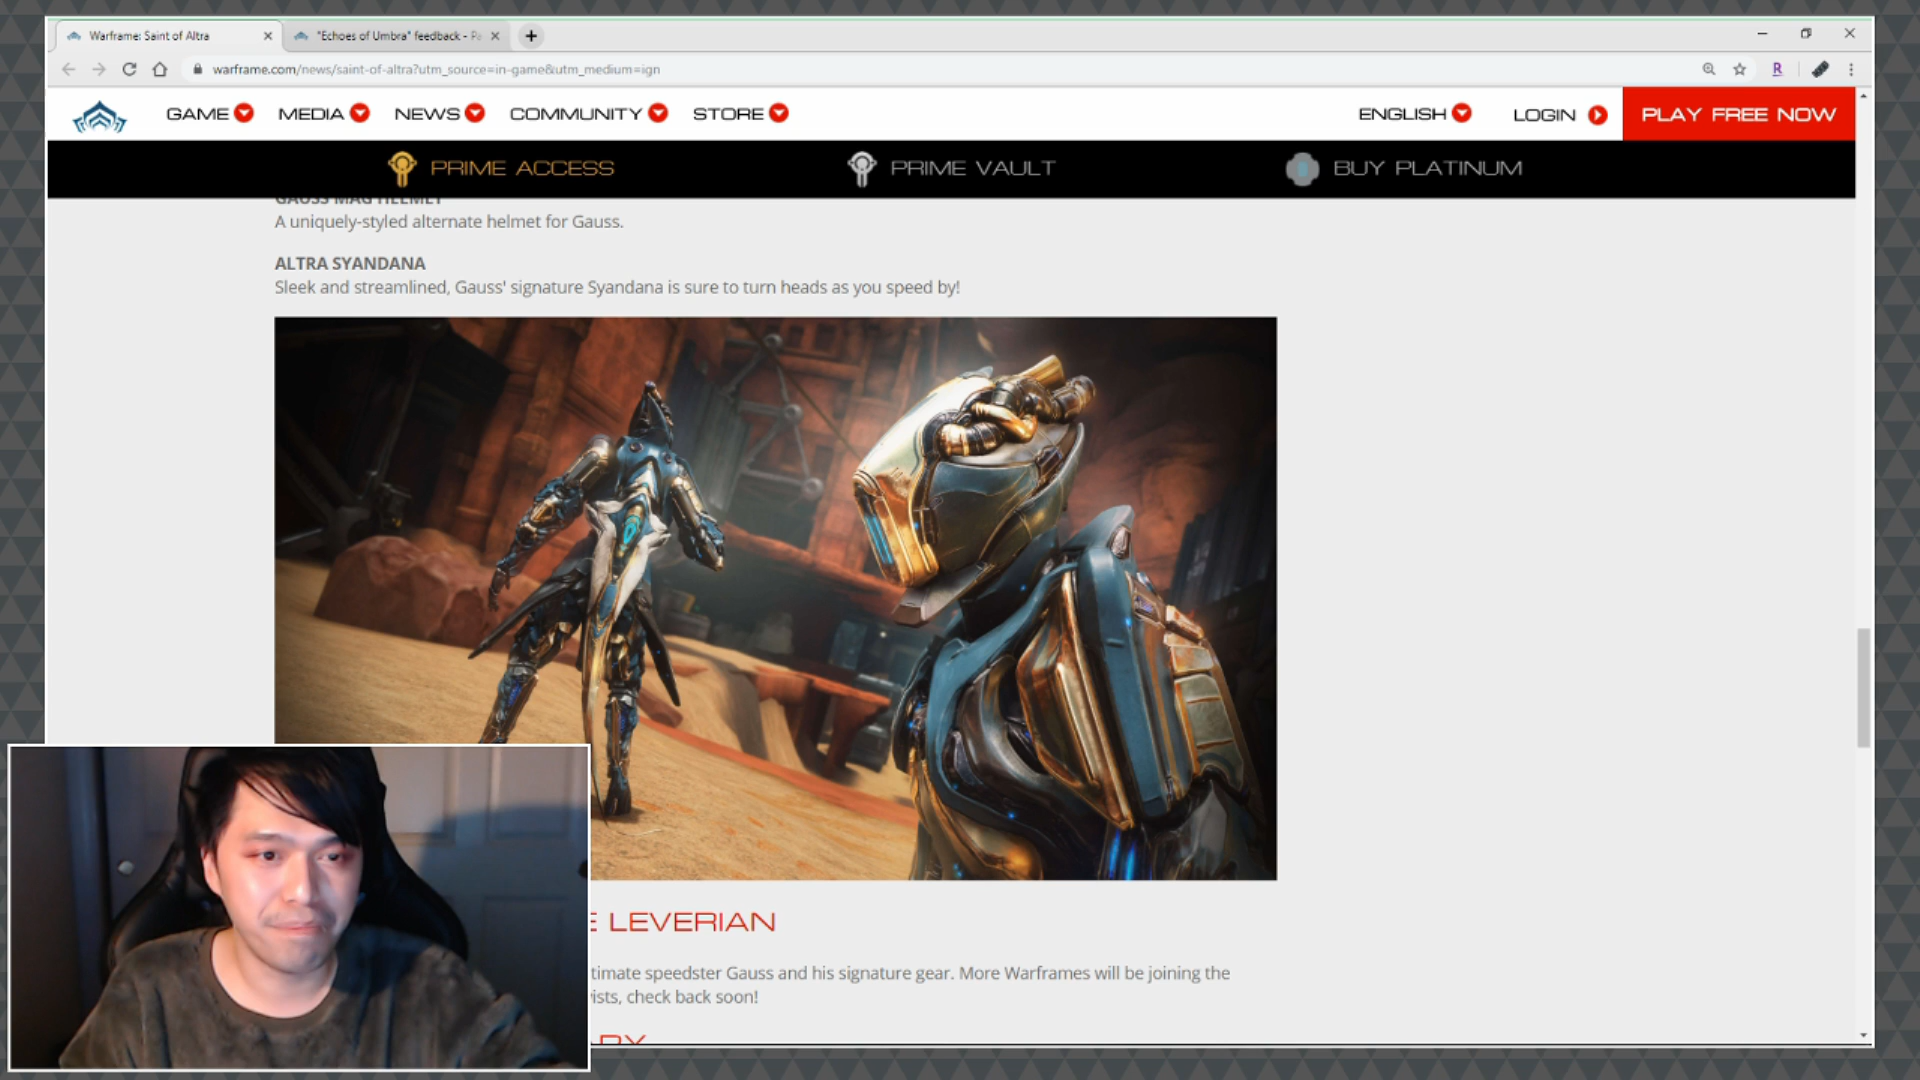 Warframe: Saint of Altra
"Echoes of Umbra" feedback - Pa
warframe.com/news/saint-of-altra?utm_source=in-game&utm_medium=ign
R
GAME MEDIA NEWS COMMUNITY STORE
ENGLISH LOGIN PLAY FREE NOW
PRIME ACCESS PRIME VAULT BUY PLATINUM
GAUSS MAG HELMET
A uniquely-styled alternate helmet for Gauss.
ALTRA SYANDANA
Sleek and streamlined, Gauss' signature Syandana is sure to turn heads as you speed by!
LEVERIAN
timate speedster Gauss and his signature gear. More Warframes will be joining the
ists, check back soon!